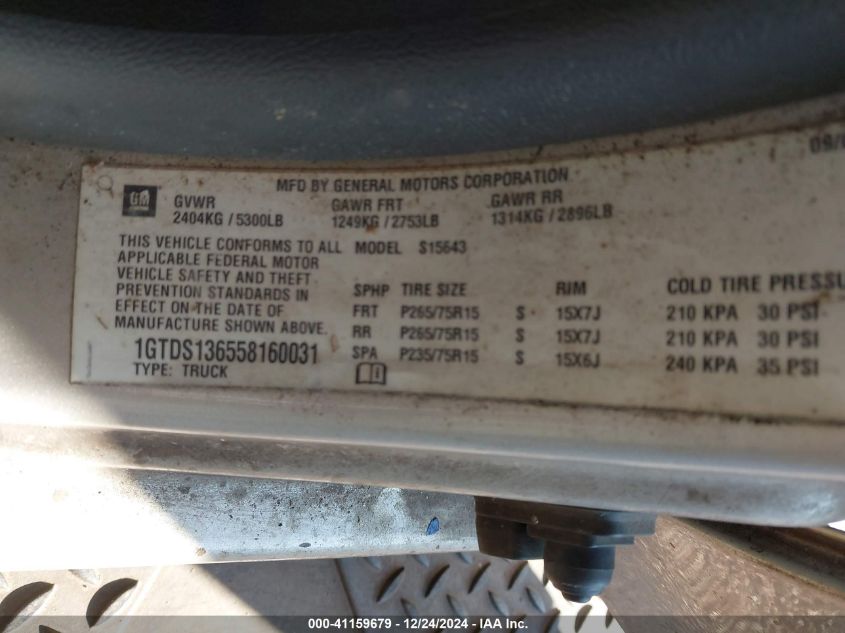 09/
MFD BY GENERAL MOTORS CORPORATION
GM
GVWR GAWR FRT GAWR RR
2404KG / 5300LB 1249KG / 2753LB 1314KG / 2896LB
THIS VEHICLE CONFORMS TO ALL MODEL S15643
APPLICABLE FEDERAL MOTOR
VEHICLE SAFETY AND THEFT
PREVENTION STANDARDS IN
EFFECT ON THE DATE OF
MANUFACTURE SHOWN ABOVE.
1GTDS136558160031
TYPE: TRUCK
SPHP TIRE SIZE RIM COLD TIRE PRESSU
FRT P265/75R15 S 15X7J 210 KPA 30 PSI
RR P265/75R15 S 15X7J 210 KPA 30 PSI
SPA P235/75R15 S 15X6J 240 KPA 35 PSI
000-41159679 - 12/24/2024 - IAA Inc.